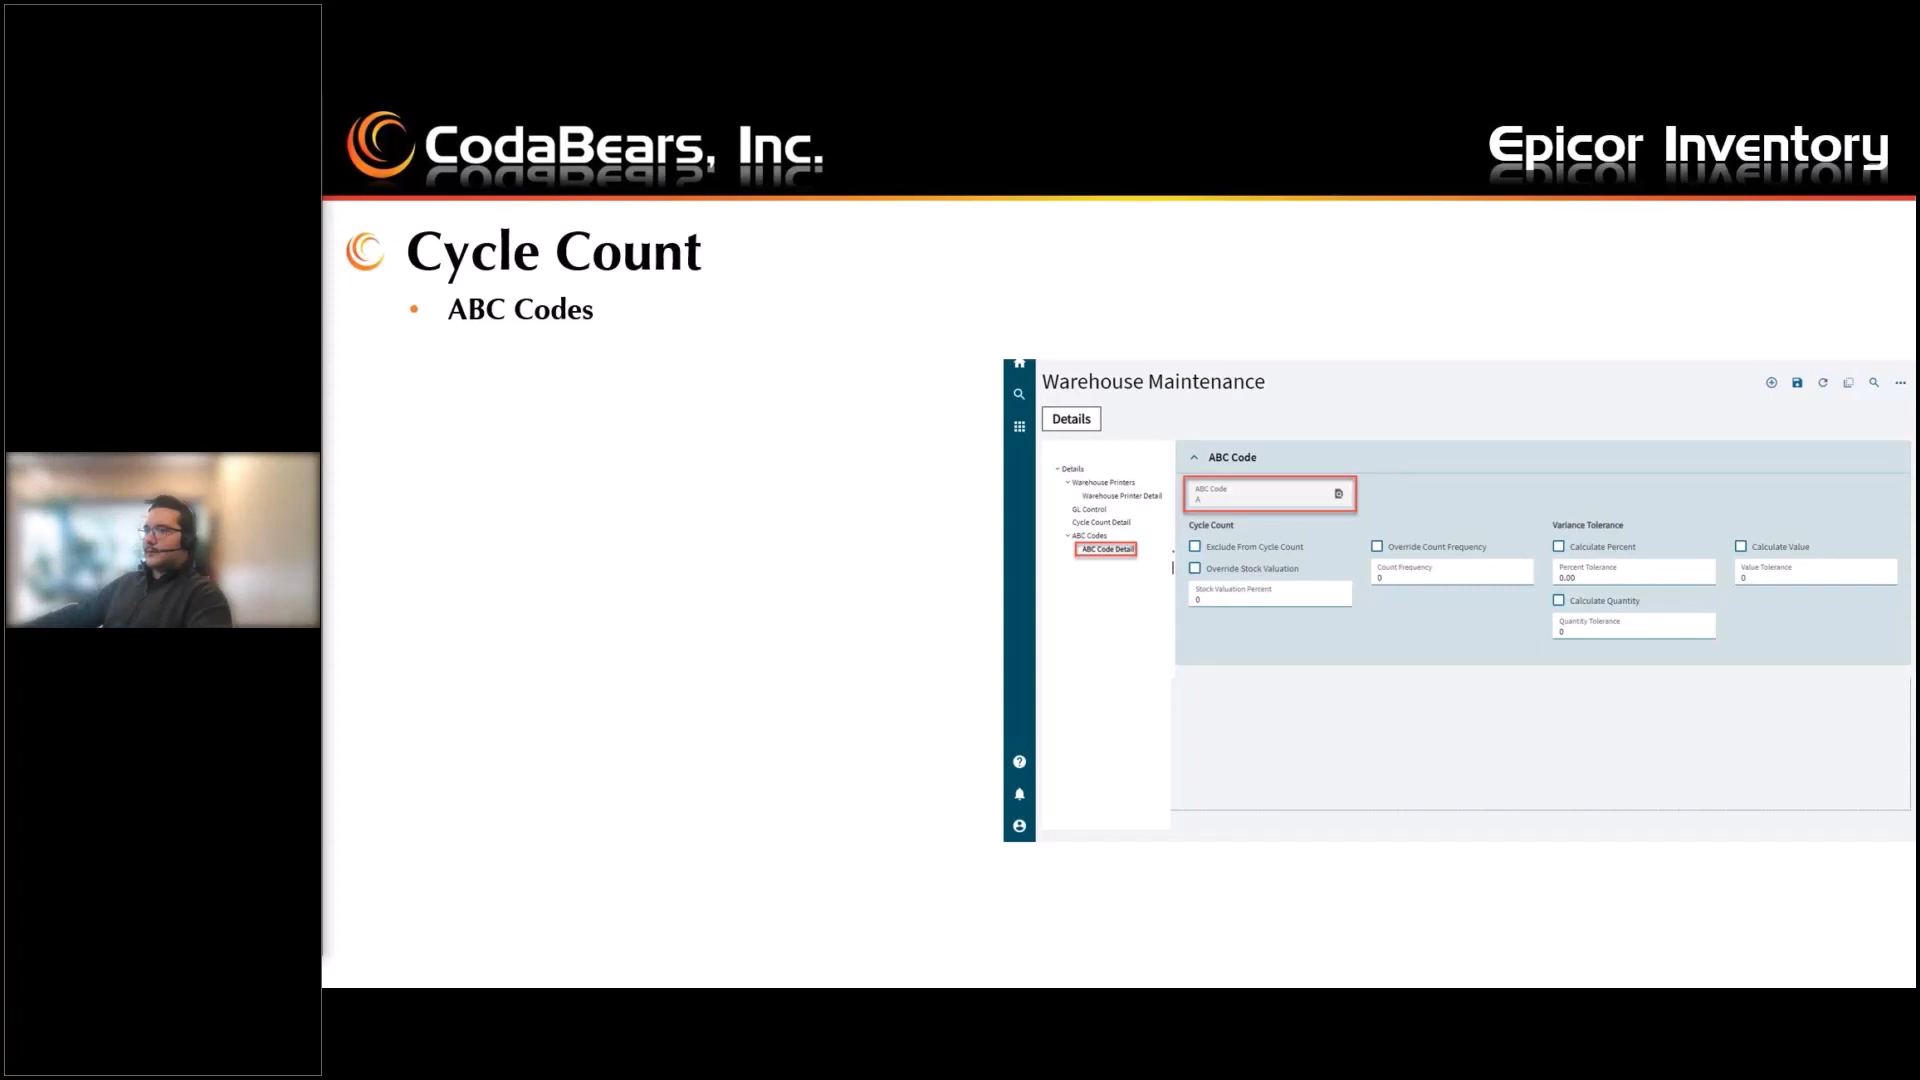 CodaBears, Inc.
Epicor Inventory
Cycle Count
• ABC Codes
Warehouse Maintenance
Details
Details
Warehouse Printers
Warehouse Printer Detail
GL Control
Cycle Count Detail
ABC Codes
ABC Code Detail
ABC Code
ABC Code
A
Cycle Count
Variance Tolerance
Exclude From Cycle Count
Override Count Frequency
Calculate Percent
Calculate Value
Override Stock Valuation
Count Frequency
0
Percent Tolerance
0.00
Value Tolerance
0
Stock Valuation Percent
0
Calculate Quantity
Quantity Tolerance
0